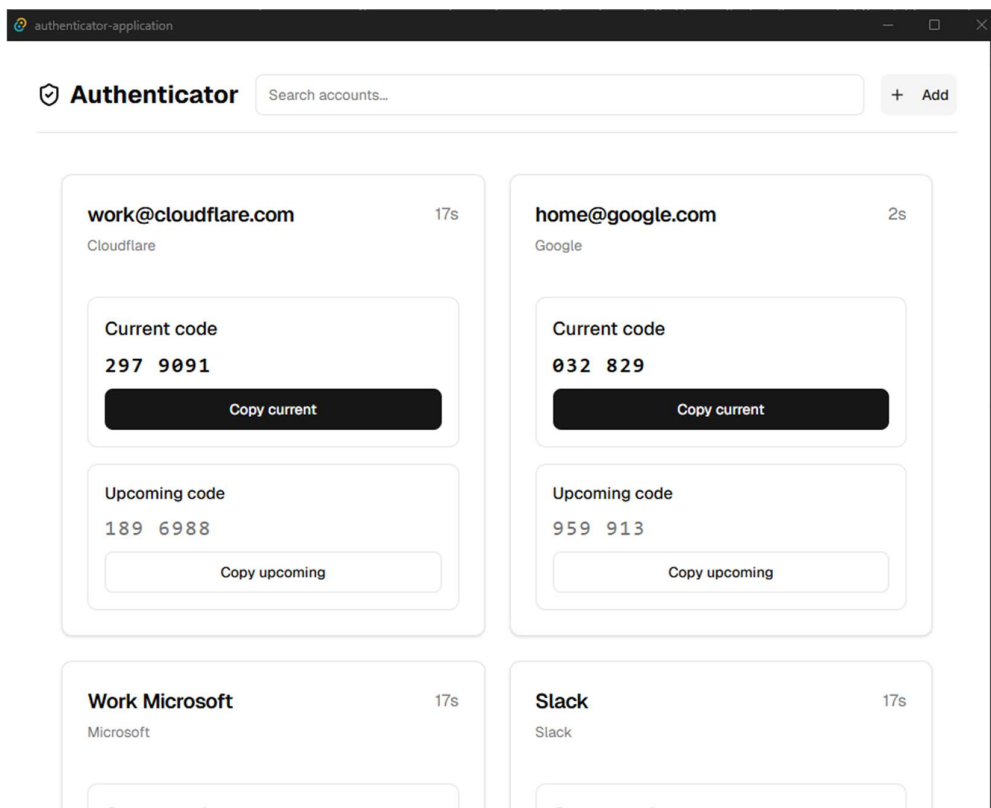 authenticator-application
Authenticator
Search accounts...
+ Add
work@cloudflare.com 17s
Cloudflare
Current code
297 9091
Copy current
Upcoming code
189 6988
Copy upcoming
home@google.com 2s
Google
Current code
032 829
Copy current
Upcoming code
959 913
Copy upcoming
Work Microsoft 17s
Microsoft
Slack 17s
Slack